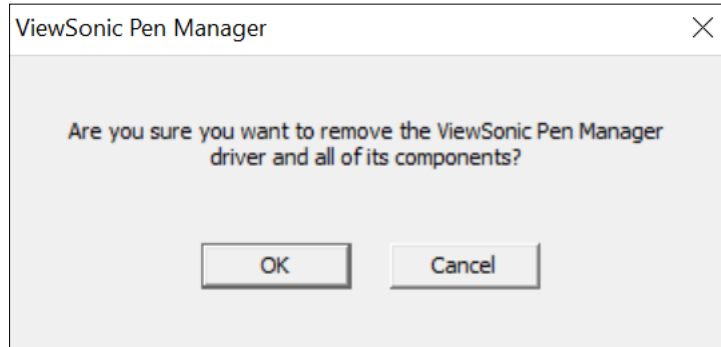 ViewSonic Pen Manager
Are you sure you want to remove the ViewSonic Pen Manager
driver and all of its components?
OK
Cancel